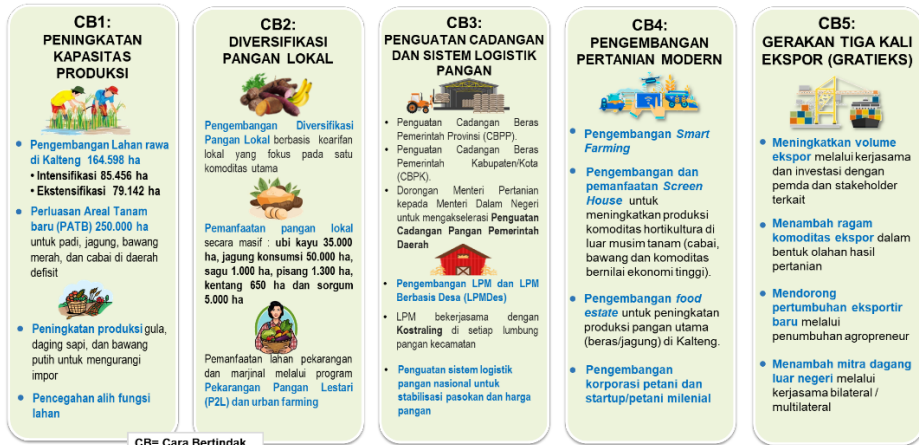 CB1:
PENINGKATAN
KAPASITAS
PRODUKSI
• Pengembangan Lahan rawa
di Kalteng 164.598 ha
• Intensifikasi 85.456 ha
• Ekstensifikasi 79.142 ha
• Perluasan Areal Tanam
baru (PATB) 250.000 ha
untuk padi, jagung, bawang
merah, dan cabai di daerah
defisit
• Peningkatan produksi gula,
daging sapi, dan bawang
putih untuk mengurangi
impor
• Pencegahan alih fungsi
lahan
CB2:
DIVERSIFIKASI
PANGAN LOKAL
Pengembangan Diversifikasi
Pangan Lokal berbasis koarifan
lokal yang fokus pada satu
komoditas utama
Pemanfaatan pangan lokal
secara masif : ubi kayu 35.000
ha, jagung konsumsi 50.000 ha,
sagu 1.000 ha, pisang 1.300 ha,
kentang 650 ha dan sorgum
5.000 ha
Pemanfaatan lahan pekarangan
dan marjinal melalui program
Pekarangan Pangan Lestari
(P2L) dan urban farming
CB3:
PENGUATAN CADANGAN
DAN SISTEM LOGISTIK
PANGAN
• Penguatan Cadangan Beras
Pemerintah Provinsi (CBPP).
• Penguatan Cadangan Beras
Pemerintah Kabupaten/Kota
(CBPK).
• Dorongan Menteri Pertanian
kepada Menteri Dalam Negeri
untuk mengakselerasi Penguatan
Cadangan Pangan Pemerintah
Daerah
• Pengembangan LPM dan LPM
Berbasis Desa (LPMDes)
• LPM bekerjasama dengan
Kostraling di setiap lumbung
pangan kecamatan
• Penguatan sistem logistik
pangan nasional untuk
stabilisasi pasokan dan harga
pangan
CB4:
PENGEMBANGAN
PERTANIAN MODERN
• Pengembangan Smart
Farming
• Pengembangan dan
pemanfaatan Screen
House untuk
meningkatkan produksi
komoditas hortikultura di
luar musim tanam (cabai,
bawang dan komoditas
bernilai ekonomi tinggi).
• Pengembangan food
estate untuk peningkatan
produksi pangan utama
(beras/jagung) di Kalteng.
• Pengembangan
korporasi petani dan
startup/petani milenial
CB5:
GERAKAN TIGA KALI
EKSPOR (GRATIEKS)
• Meningkatkan volume
ekspor melalui kerjasama
dan investasi dengan
pemda dan stakeholder
terkait
• Menambah ragam
komoditas ekspor dalam
bentuk olahan hasil
pertanian
• Mendorong
pertumbuhan eksportir
baru melalui
penumbuhan agropreneur
• Menambah mitra dagang
luar negeri melalui
kerjasama bilateral /
multilateral
CB= Cara Bertindak